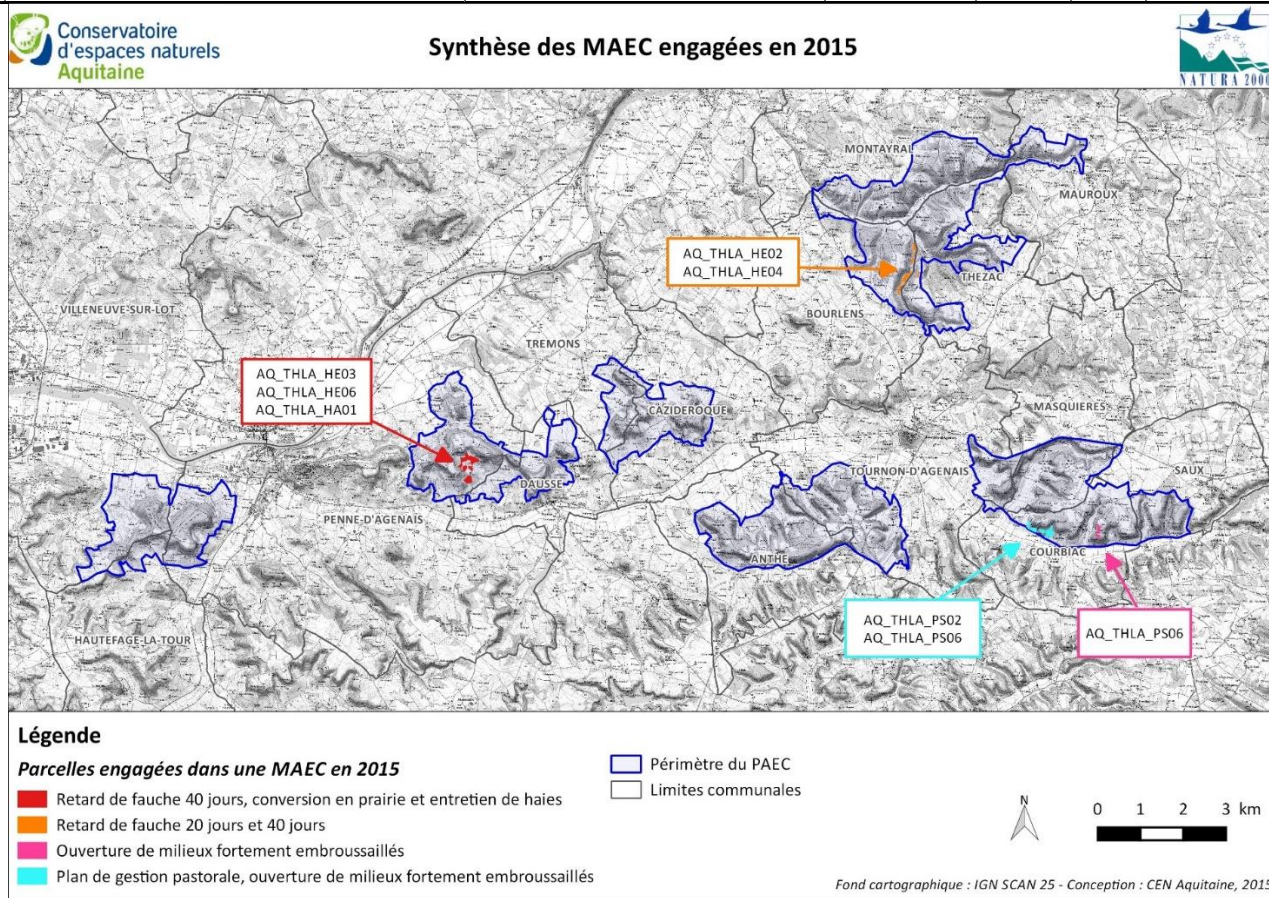 Conservatoire
d'espaces naturels
Aquitaine
Synthèse des MAEC engagées en 2015
NATURA 2000
MONTAYRAL
MAUROUX
AQ_THLA_HE02
AQ_THLA_HE04
THEZAC
VILLENEUVE-SUR-LOT
BOURLENS
TREMONS
AQ_THLA_HE03
AQ_THLA_HE06
AQ_THLA_HA01
CAZIDEROQUE
MASQUIERES
TOURNON-D'AGENAIS
SAUX
DAUSSE
PENNE-D'AGENAIS
ANTHE
COURBIAC
HAUTEFAGE-LA-TOUR
AQ_THLA_PS02
AQ_THLA_PS06
AQ_THLA_PS06
Légende
Parcelles engagées dans une MAEC en 2015
Retard de fauche 40 jours, conversion en prairie et entretien de haies
Retard de fauche 20 jours et 40 jours
Ouverture de milieux fortement embroussaillés
Plan de gestion pastorale, ouverture de milieux fortement embroussaillés
Périmètre du PAEC
Limites communales
N
0 1 2 3 km
Fond cartographique : IGN SCAN 25 - Conception : CEN Aquitaine, 2015